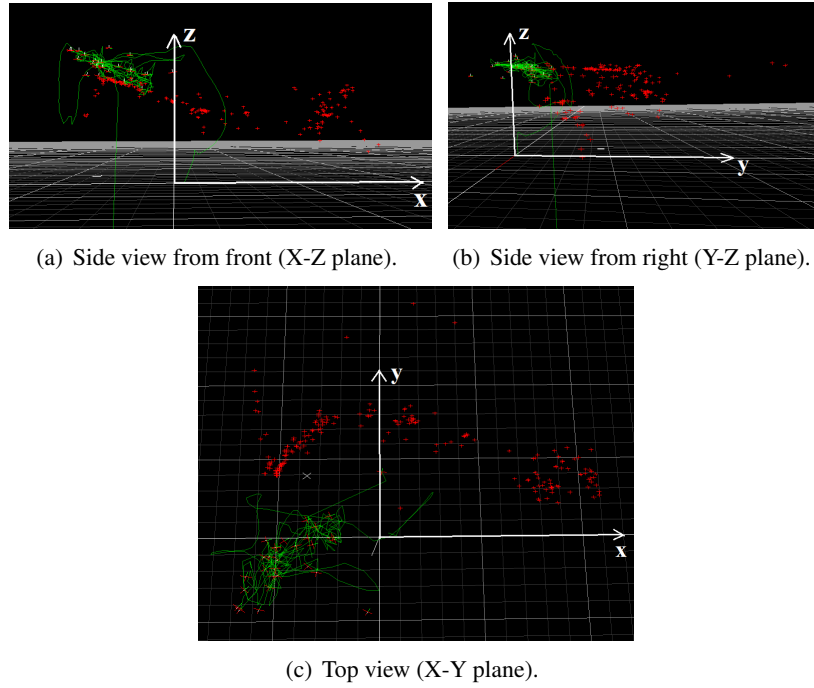 z
x
z
y
(a) Side view from front (X-Z plane).
(b) Side view from right (Y-Z plane).
y
x
(c) Top view (X-Y plane).